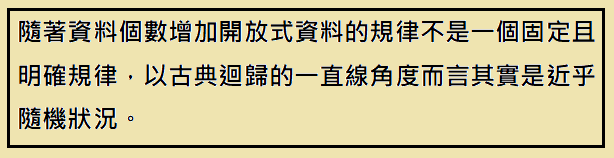 隨著資料個數增加開放式資料的規律不是一個固定且
明確規律，以古典迴歸的一直線角度而言其實是近乎
隨機狀況。